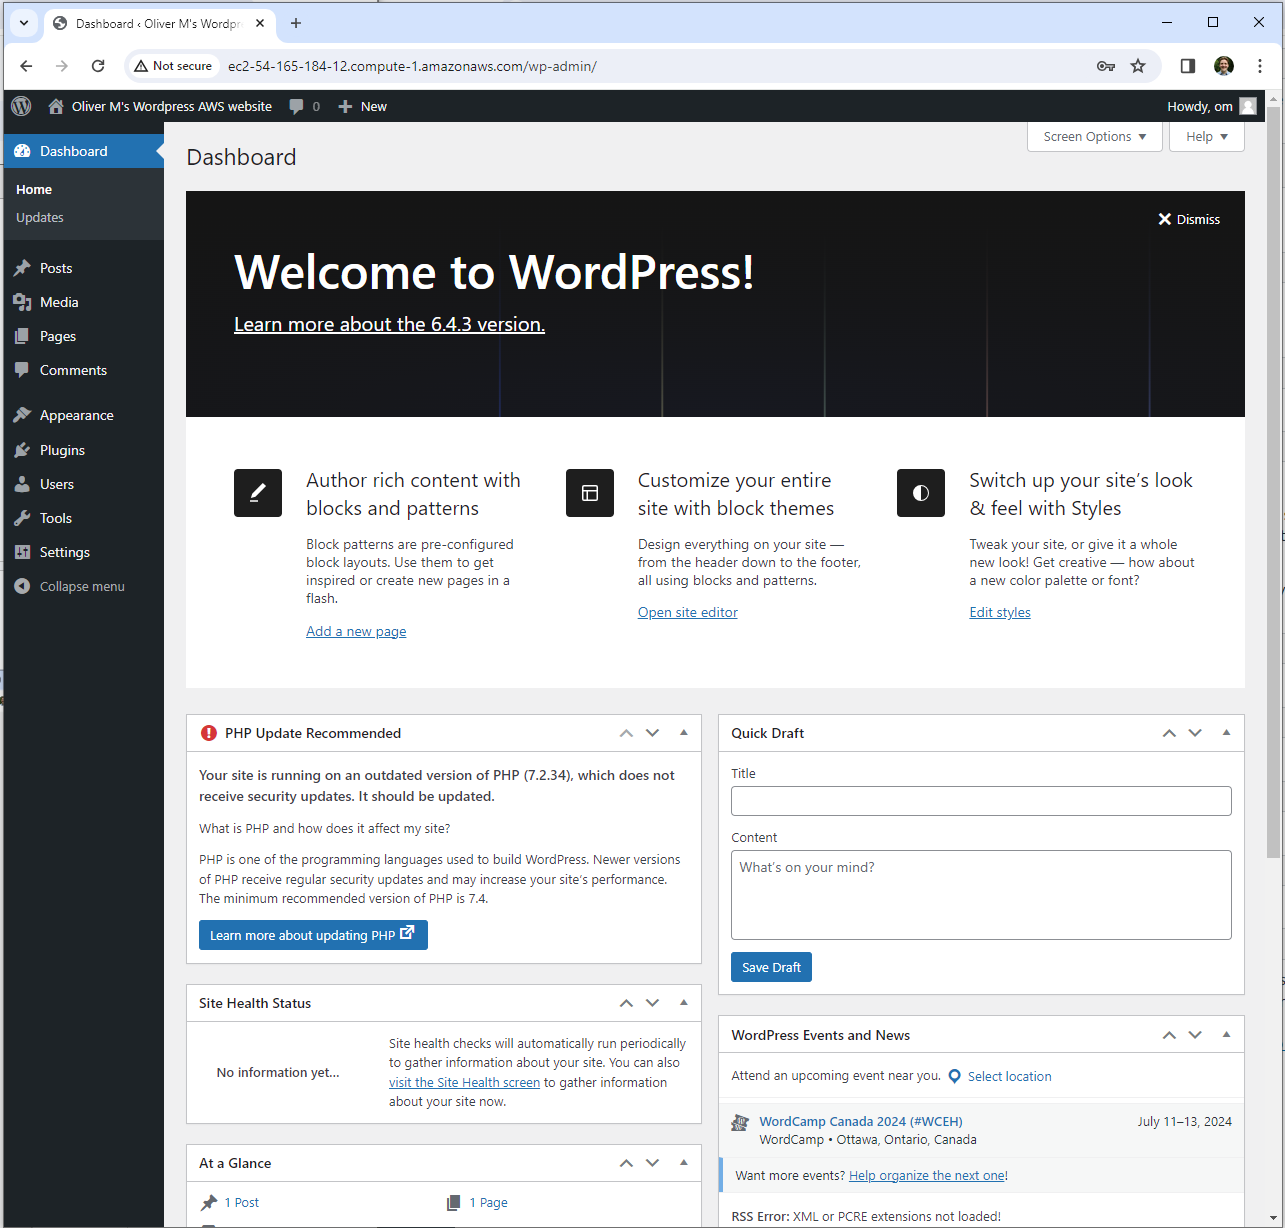 Dashboard ‹ Oliver M's Wordpr
Not secure
ec2-54-165-184-12.compute-1.amazonaws.com/wp-admin/
Oliver M's Wordpress AWS website
0
New
Howdy, om
Dashboard
Home
Updates
Posts
Media
Pages
Comments
Appearance
Plugins
Users
Tools
Settings
Collapse menu
Screen Options
Help
Dashboard
Dismiss
Welcome to WordPress!
Learn more about the 6.4.3 version.
Author rich content with
blocks and patterns
Block patterns are pre-configured
block layouts. Use them to get
inspired or create new pages in a
flash.
Add a new page
Customize your entire
site with block themes
Design everything on your site —
from the header down to the footer,
all using blocks and patterns.
Open site editor
Switch up your site’s look
& feel with Styles
Tweak your site, or give it a whole
new look! Get creative — how about
a new color palette or font?
Edit styles
PHP Update Recommended
Your site is running on an outdated version of PHP (7.2.34), which does not
receive security updates. It should be updated.
What is PHP and how does it affect my site?
PHP is one of the programming languages used to build WordPress. Newer versions
of PHP receive regular security updates and may increase your site’s performance.
The minimum recommended version of PHP is 7.4.
Learn more about updating PHP
Site Health Status
No information yet…
Site health checks will automatically run periodically
to gather information about your site. You can also
visit the Site Health screen to gather information
about your site now.
At a Glance
1 Post
1 Page
Quick Draft
Title
Content
What’s on your mind?
Save Draft
WordPress Events and News
Attend an upcoming event near you.
Select location
WordCamp Canada 2024 (#WCEH)
July 11–13, 2024
WordCamp • Ottawa, Ontario, Canada
Want more events? Help organize the next one!
RSS Error: XML or PCRE extensions not loaded!